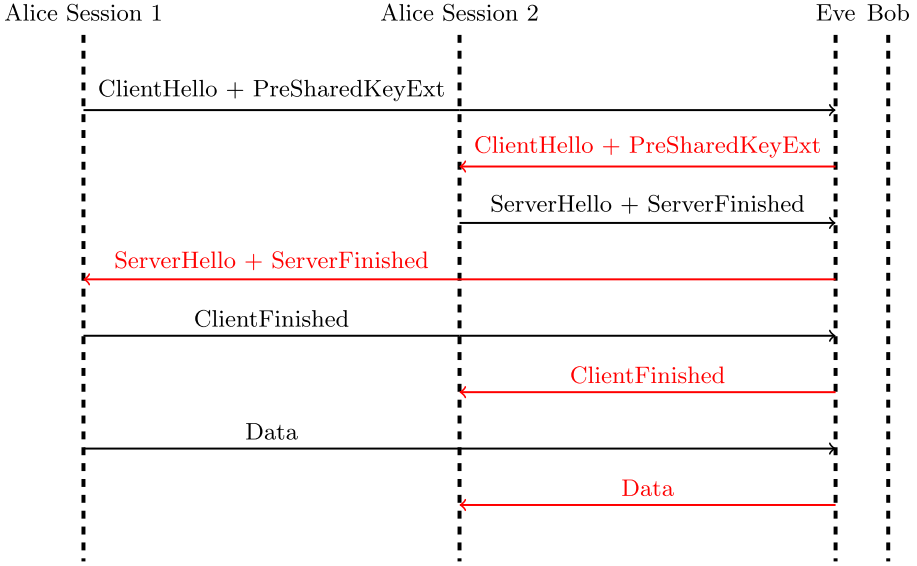 Alice Session 1 Alice Session 2 Eve Bob
ClientHello + PreSharedKeyExt
ClientHello + PreSharedKeyExt
ServerHello + ServerFinished
ServerHello + ServerFinished
ClientFinished
ClientFinished
Data
Data